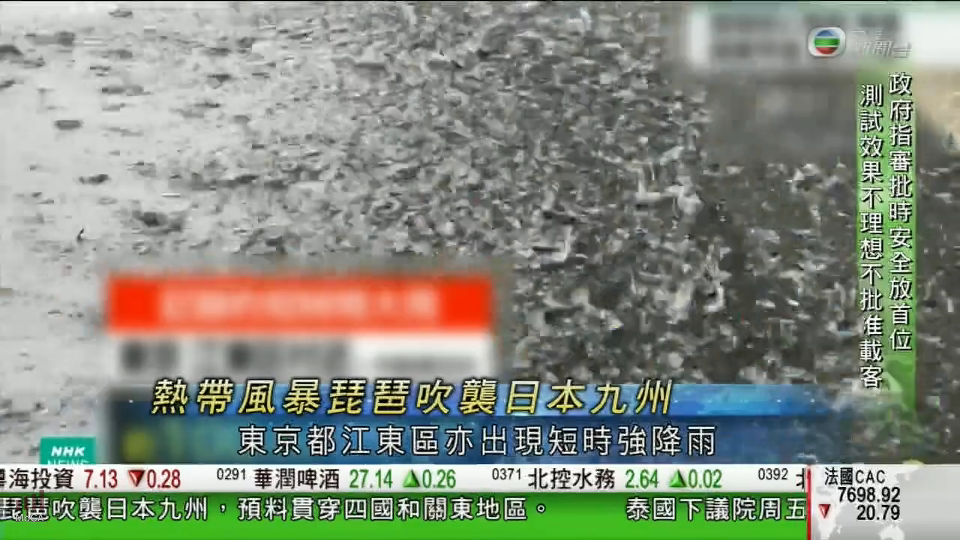 新聞台
政府指審批時安全放首位
測試效果不理想不批准載客
熱帶風暴琵琶吹襲日本九州
東京都江東區亦出現短時強降雨
NHK
NEWS
海投資 7.13 ▼0.28 0291 華潤啤酒 27.14 ▲0.26 0371 北控水務 2.64 ▲0.02 0392
法國CAC
7698.92
▼ 20.79
琵琶吹襲日本九州，預料貫穿四國和關東地區。 泰國下議院周五